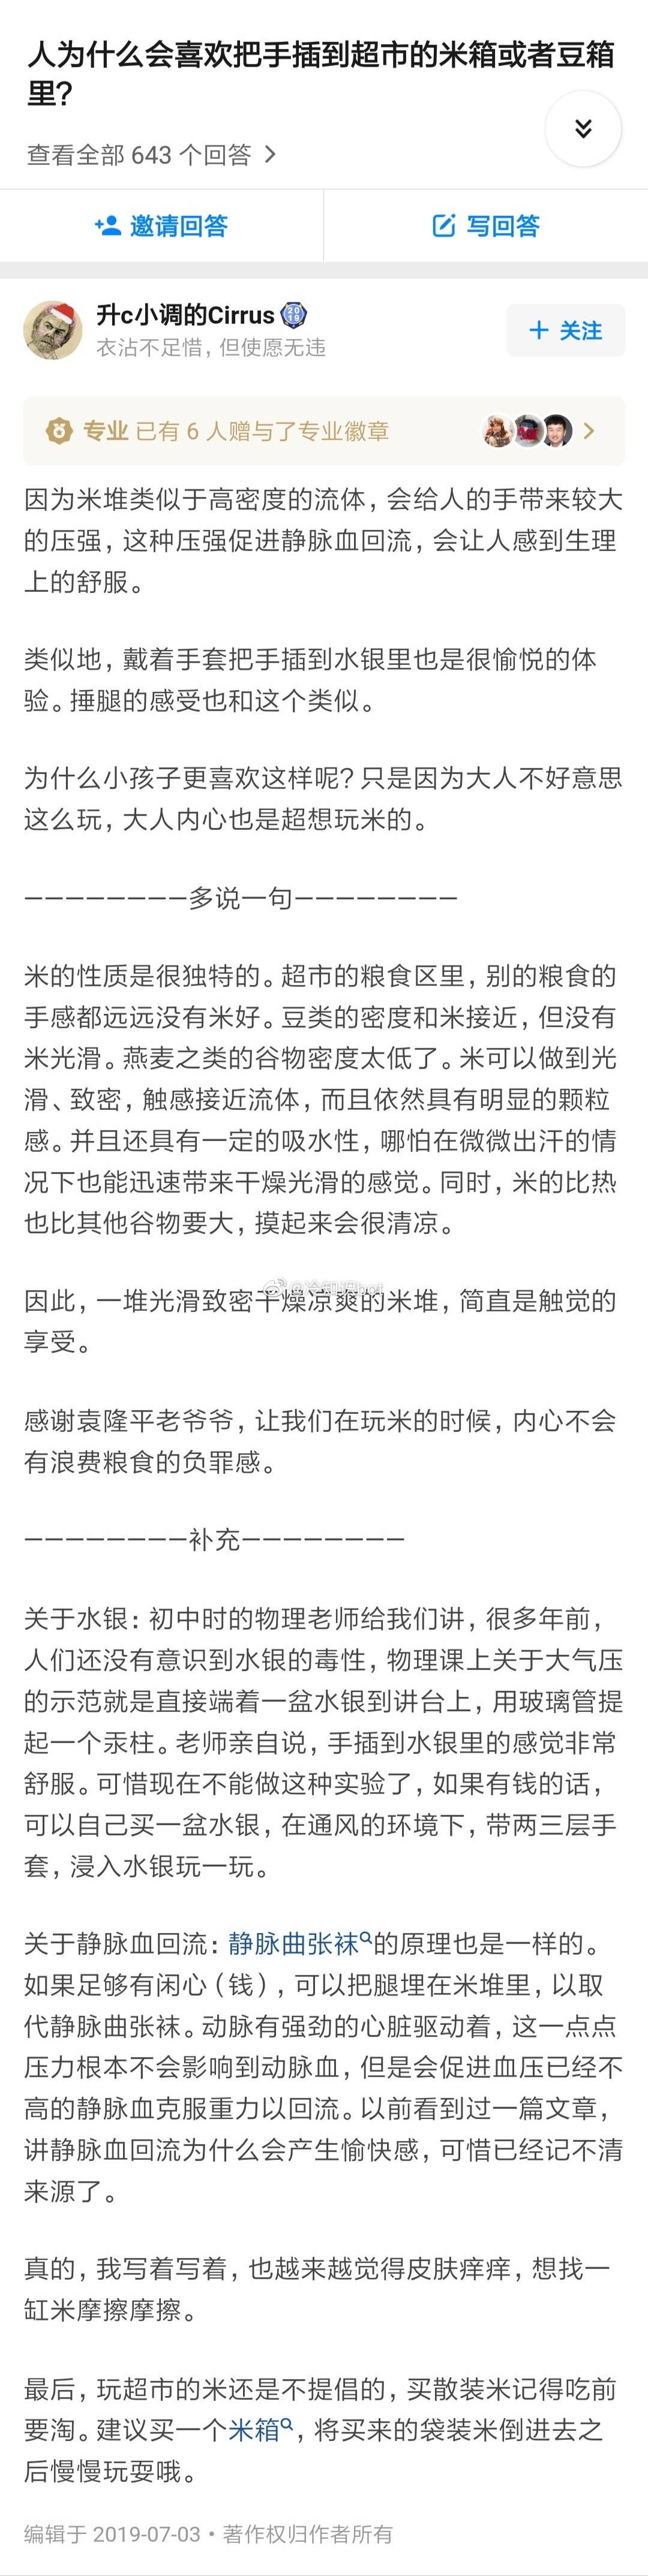 人为什么会喜欢把手插到超市的米箱或者豆箱
里?
查看全部 643 个回答
邀请回答
写回答
升c小调的Cirrus
2019
衣沾不足惜，但使愿无违
+ 关注
专业 已有 6 人赠与了专业徽章
因为米堆类似于高密度的流体，会给人的手带来较大
的压强，这种压强促进静脉血回流，会让人感到生理
上的舒服。
类似地，戴着手套把手插到水银里也是很愉悦的体
验。捶腿的感受也和这个类似。
为什么小孩子更喜欢这样呢? 只是因为大人不好意思
这么玩，大人内心也是超想玩米的。
————————多说一句————————
米的性质是很独特的。超市的粮食区里，别的粮食的
手感都远远没有米好。豆类的密度和米接近，但没有
米光滑。燕麦之类的谷物密度太低了。米可以做到光
滑、致密，触感接近流体，而且依然具有明显的颗粒
感。并且还具有一定的吸水性，哪怕在微微出汗的情
况下也能迅速带来干燥光滑的感觉。同时，米的比热
也比其他谷物要大，摸起来会很清凉。
@冷知识bot
因此，一堆光滑致密干燥凉爽的米堆，简直是触觉的
享受。
感谢袁隆平老爷爷，让我们在玩米的时候，内心不会
有浪费粮食的负罪感。
————————补充————————
关于水银：初中时的物理老师给我们讲，很多年前，
人们还没有意识到水银的毒性，物理课上关于大气压
的示范就是直接端着一盆水银到讲台上，用玻璃管提
起一个汞柱。老师亲自说，手插到水银里的感觉非常
舒服。可惜现在不能做这种实验了，如果有钱的话，
可以自己买一盆水银，在通风的环境下，带两三层手
套，浸入水银玩一玩。
关于静脉血回流：静脉曲张袜的原理也是一样的。
如果足够有闲心（钱），可以把腿埋在米堆里，以取
代静脉曲张袜。动脉有强劲的心脏驱动着，这一点点
压力根本不会影响到动脉血，但是会促进血压已经不
高的静脉血克服重力以回流。以前看到过一篇文章，
讲静脉血回流为什么会产生愉快感，可惜已经记不清
来源了。
真的，我写着写着，也越来越觉得皮肤痒痒，想找一
缸米摩擦摩擦。
最后，玩超市的米还是不提倡的，买散装米记得吃前
要淘。建议买一个米箱，将买来的袋装米倒进去之
后慢慢玩耍哦。
编辑于 2019-07-03 · 著作权归作者所有